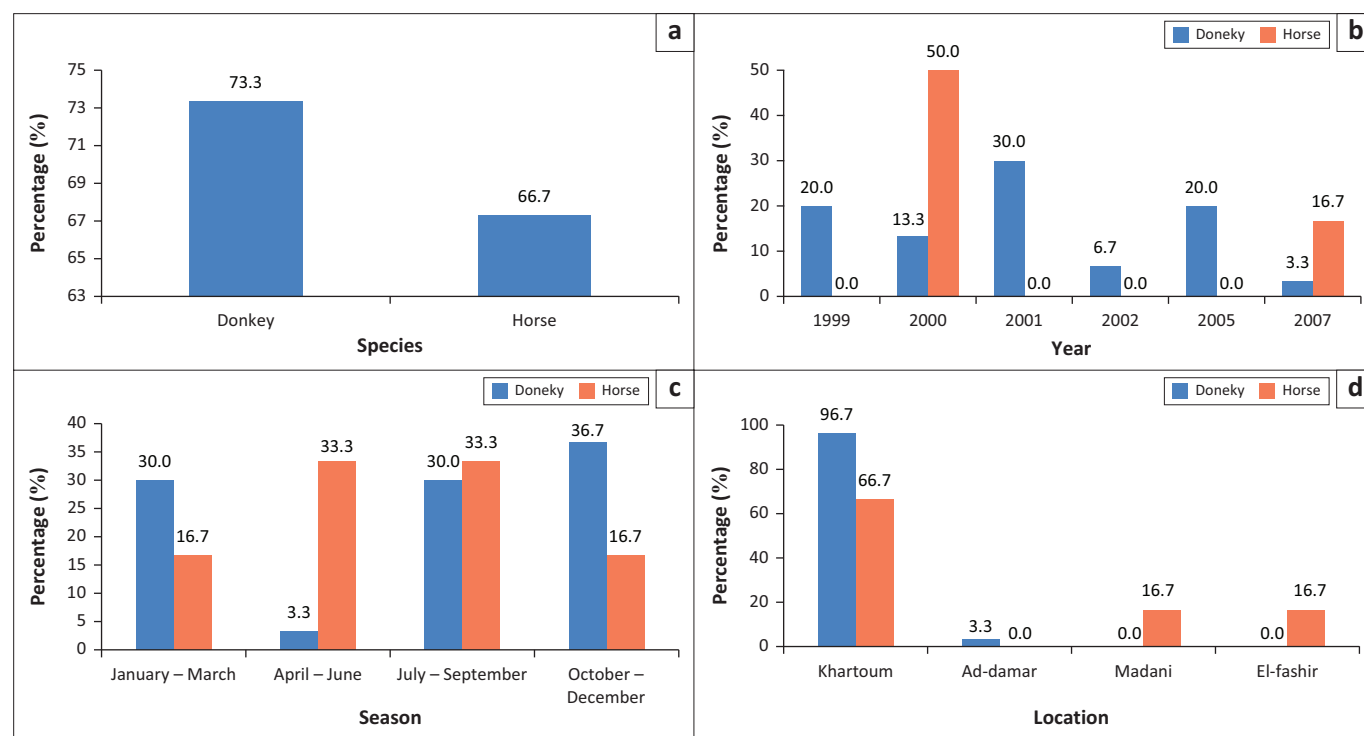 a
75
73
71
69
67
65
63
Percentage (%)
73.3
66.7
Donkey
Horse
Species
Doneky Horse
b
50
40
30
20
10
0
Percentage (%)
20.0
0.0
13.3
50.0
30.0
0.0
6.7
0.0
20.0
0.0
3.3
16.7
1999
2000
2001
2002
2005
2007
Year
Doneky Horse
c
40
35
30
25
20
15
10
5
0
Percentage (%)
30.0
16.7
3.3
33.3
30.0
33.3
36.7
16.7
January – March
April – June
July – September
October –
December
Season
Doneky Horse
d
100
80
60
40
20
0
Percentage (%)
96.7
66.7
3.3
0.0
0.0
16.7
0.0
16.7
Khartoum
Ad-damar
Madani
El-fashir
Location